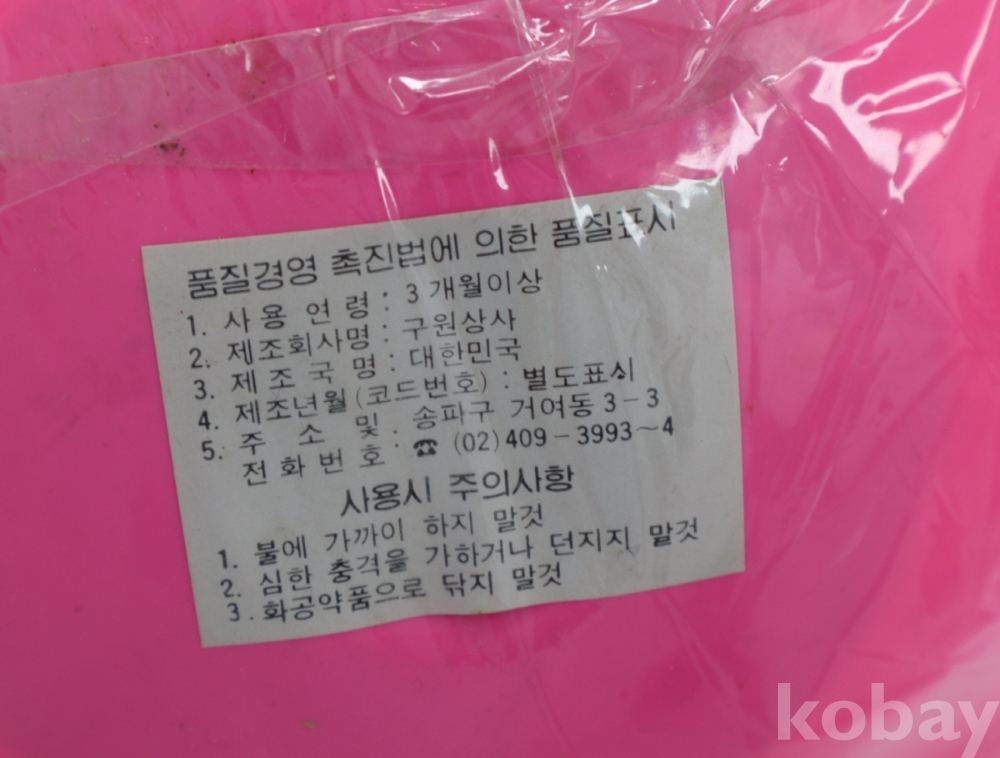 품질경영 촉진법에 의한 품질표시
1. 사용 연령 : 3 개월이상
2. 제조회사명 : 구원상사
3. 제 조 국 명 : 대한민국
4. 제조년월 (코드번호) : 별도표시
5. 주 소 및 : 송파구 거여동 3-3
전 화 번 호 : ☎ (02) 409-3993~4
사용시 주의사항
1. 불에 가까이 하지 말것
2. 심한 충격을 가하거나 던지지 말것
3. 화공약품으로 닦지 말것
kobay